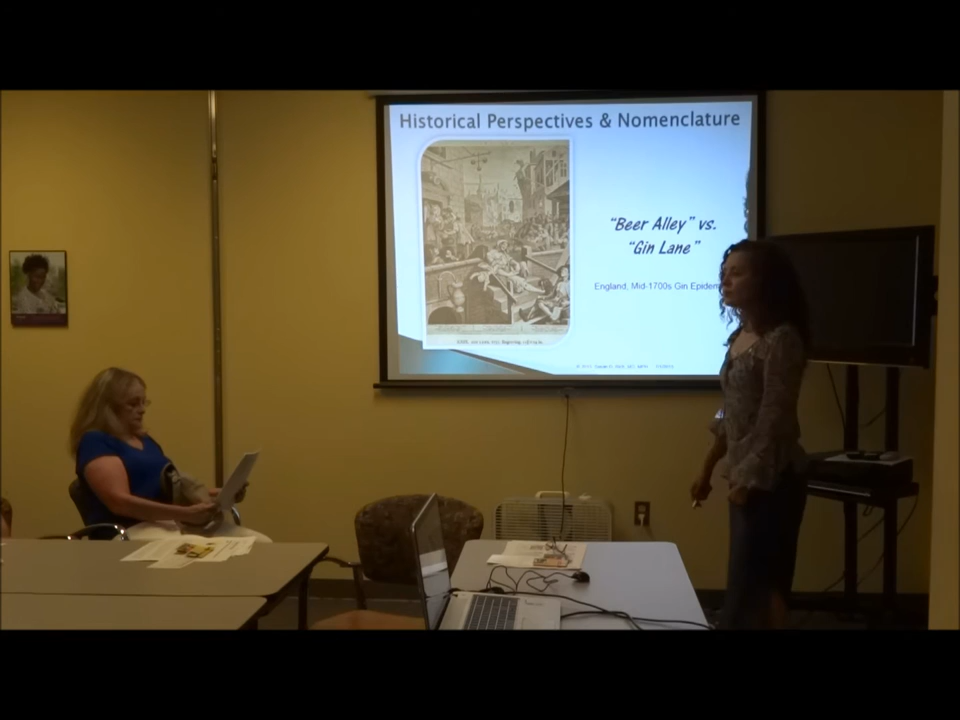 Historical Perspectives & Nomenclature
"Beer Alley" vs.
"Gin Lane"
England, Mid-1700s Gin Epidem